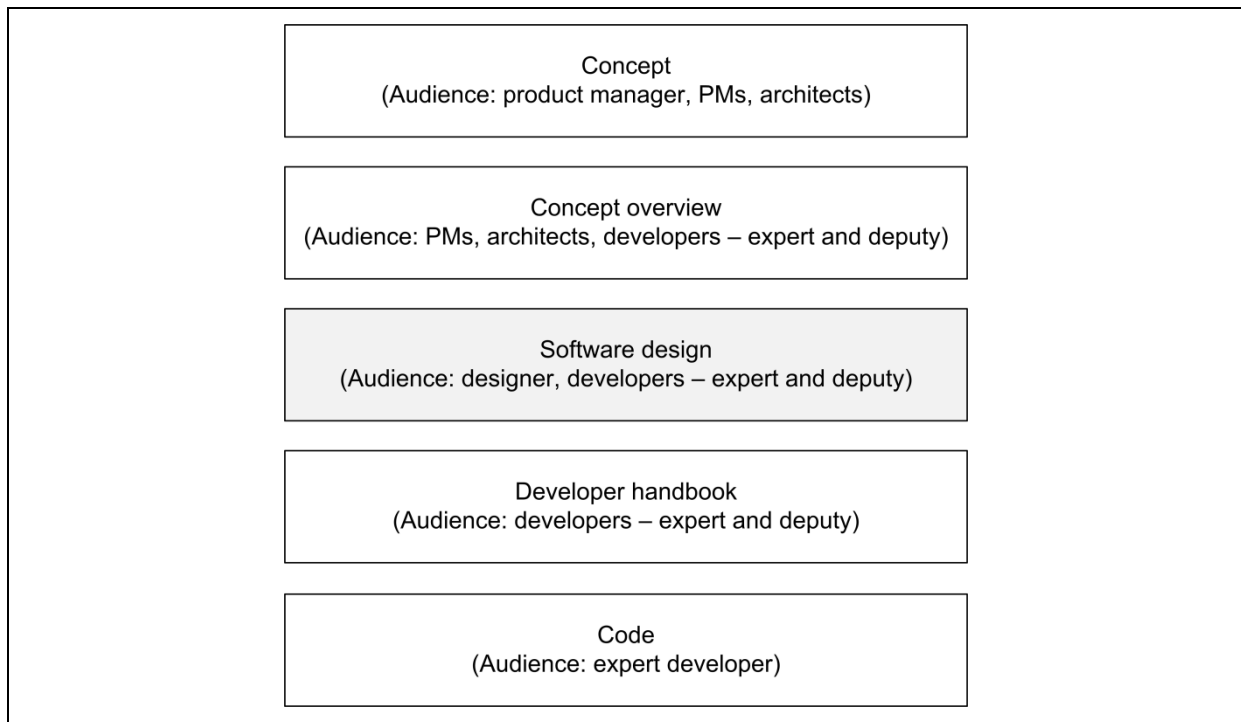 Concept
(Audience: product manager, PMs, architects)
Concept overview
(Audience: PMs, architects, developers – expert and deputy)
Software design
(Audience: designer, developers – expert and deputy)
Developer handbook
(Audience: developers – expert and deputy)
Code
(Audience: expert developer)